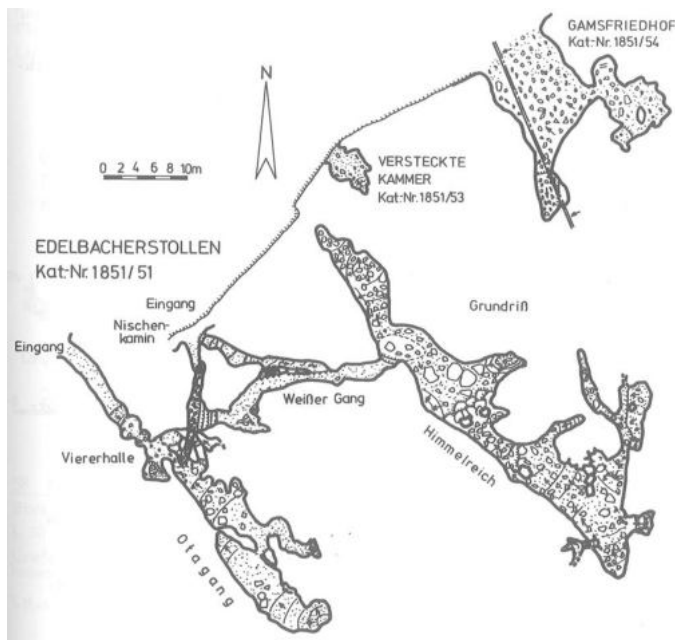 GAMSFRIEDHOF
Kat.-Nr. 1851/54
N
0 2 4 6 8 10m
VERSTECKTE
KAMMER
Kat.-Nr. 1851/53
EDELBACHERSTOLLEN
Kat.-Nr. 1851/51
Eingang
Grundriß
Nischen-
kamin
Eingang
Weißer Gang
Viererhalle
Himmelreich
Otagang